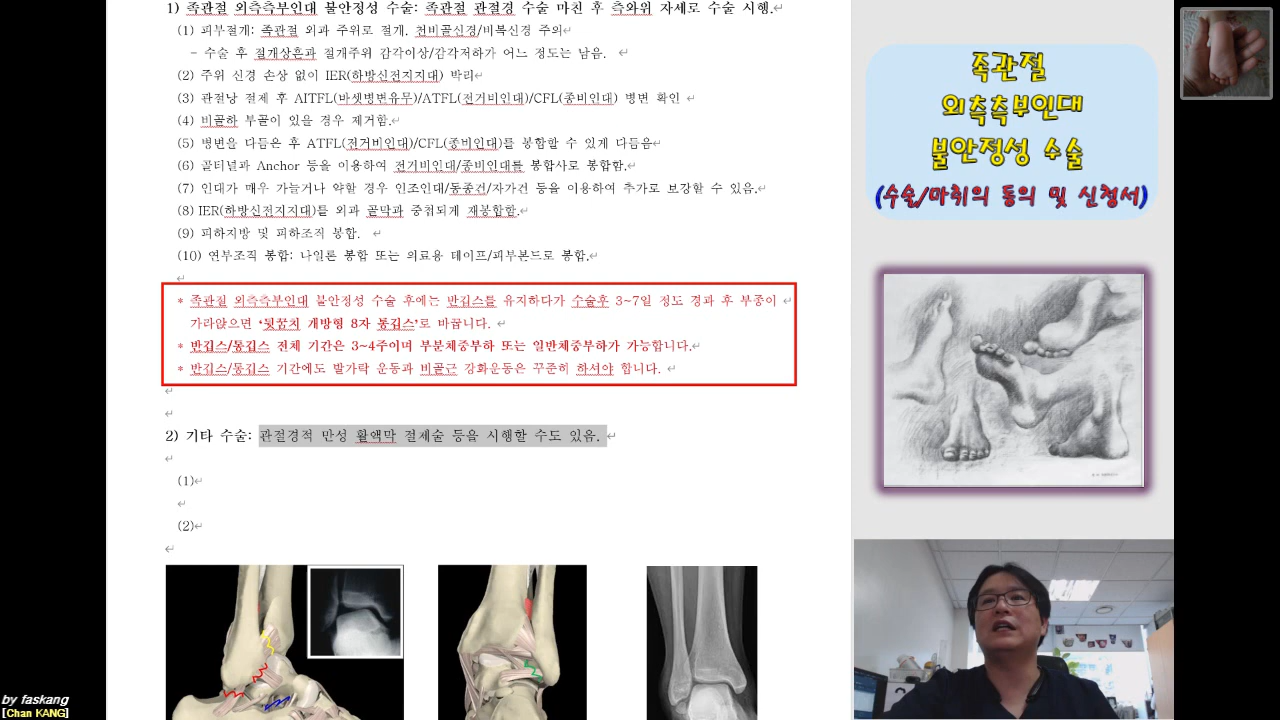 1) 족관절 외측측부인대 불안정성 수술: 족관절 관절경 수술 마친 후 측와위 자세로 수술 시행.
(1) 피부절개: 족관절 외과 주위로 절개. 천비골신경/비복신경 주의
- 수술 후 절개상흔과 절개주위 감각이상/감각저하가 어느 정도는 남음.
(2) 주위 신경 손상 없이 IER(하방신전지지대) 박리
(3) 관절낭 절제 후 AITFL(바셋병변유무)/ATFL(전거비인대)/CFL(종비인대) 병변 확인
(4) 비골하 부골이 있을 경우 제거함.
(5) 병변을 다듬은 후 ATFL(전거비인대)/CFL(종비인대)를 봉합할 수 있게 다듬음
(6) 골터널과 Anchor 등을 이용하여 전거비인대/종비인대를 봉합사로 봉합함.
(7) 인대가 매우 가늘거나 약할 경우 인조인대/동종건/자가건 등을 이용하여 추가로 보강할 수 있음.
(8) IER(하방신전지지대)를 외과 골막과 중첩되게 재봉합함.
(9) 피하지방 및 피하조직 봉합.
(10) 연부조직 봉합: 나일론 봉합 또는 의료용 테이프/피부본드로 봉합.
* 족관절 외측측부인대 불안정성 수술 후에는 반깁스를 유지하다가 수술후 3~7일 정도 경과 후 부종이
가라앉으면 ‘뒷꿈치 개방형 8자 통깁스’로 바꿉니다.
* 반깁스/통깁스 전체 기간은 3~4주이며 부분체중부하 또는 일반체중부하가 가능합니다.
* 반깁스/통깁스 기간에도 발가락 운동과 비골근 강화운동은 꾸준히 하셔야 합니다.
2) 기타 수술: 관절경적 만성 활액막 절제술 등을 시행할 수도 있음.
(1)
(2)
족관절
외측측부인대
불안정성 수술
(수술/마취의 동의 및 신청서)
by faskang
[Chan KANG]